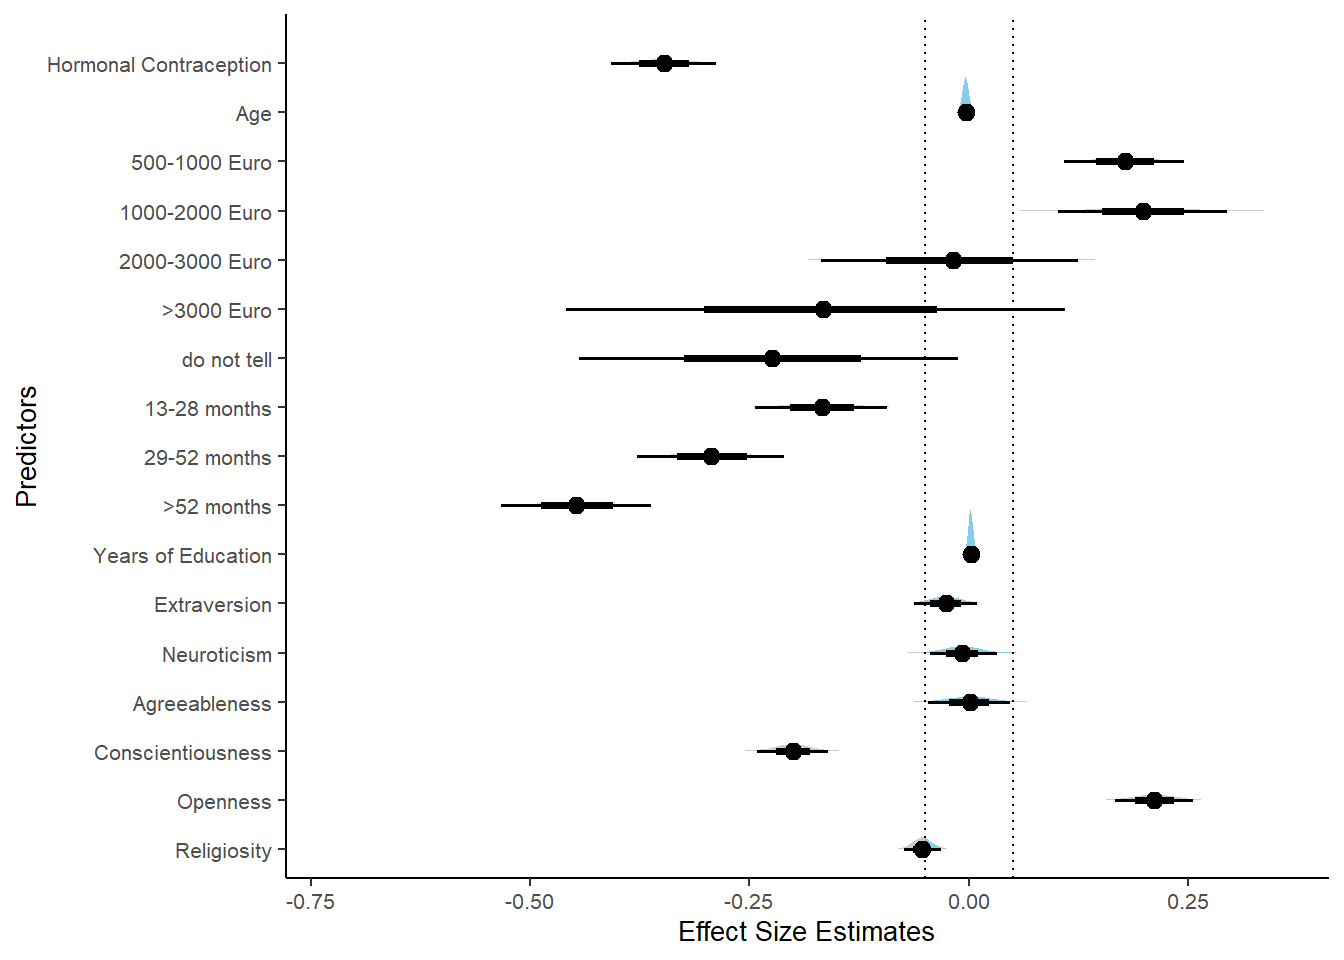 Hormonal Contraception
Age
500-1000 Euro
1000-2000 Euro
2000-3000 Euro
>3000 Euro
do not tell
13-28 months
29-52 months
>52 months
Years of Education
Extraversion
Neuroticism
Agreeableness
Conscientiousness
Openness
Religiosity
Predictors
-0.75 -0.50 -0.25 0.00 0.25
Effect Size Estimates